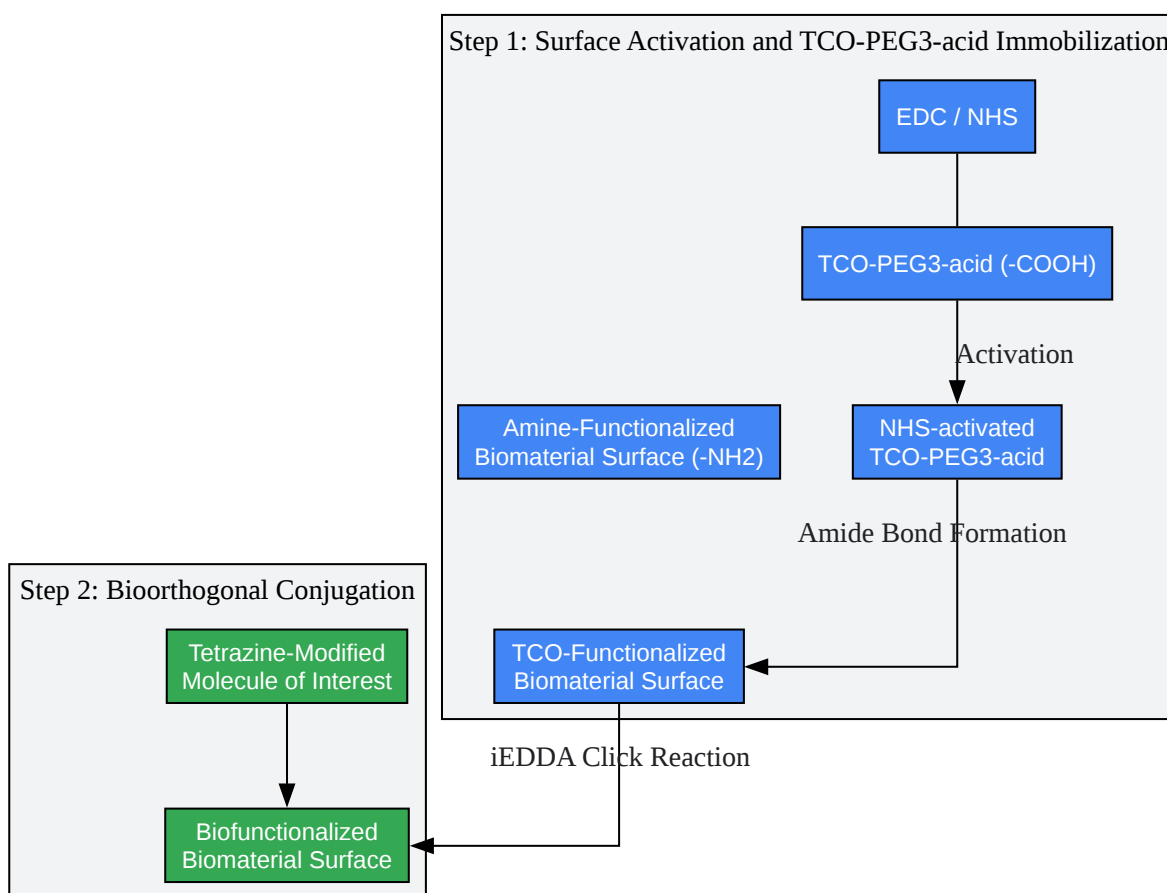 Step 1: Surface Activation and TCO-PEG3-acid Immobilization
EDC / NHS
TCO-PEG3-acid (-COOH)
Activation
Amine-Functionalized
Biomaterial Surface (-NH2)
NHS-activated
TCO-PEG3-acid
Amide Bond Formation
Step 2: Bioorthogonal Conjugation
Tetrazine-Modified
Molecule of Interest
TCO-Functionalized
Biomaterial Surface
iEDDA Click Reaction
Biofunctionalized
Biomaterial Surface